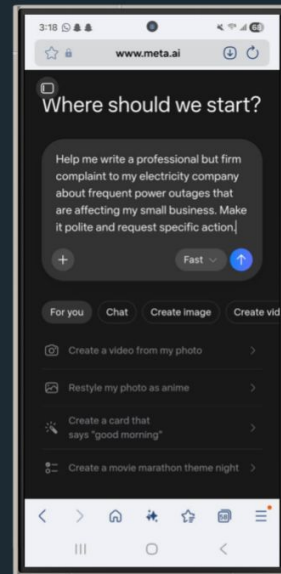 3:18
www.meta.ai
Where should we start?
Help me write a professional but firm
complaint to my electricity company
about frequent power outages that
are affecting my small business. Make
it polite and request specific action.
Fast
For you
Chat
Create image
Create vid
Create a video from my photo
Restyle my photo as anime
Create a card that
says "good morning"
Create a movie marathon theme night